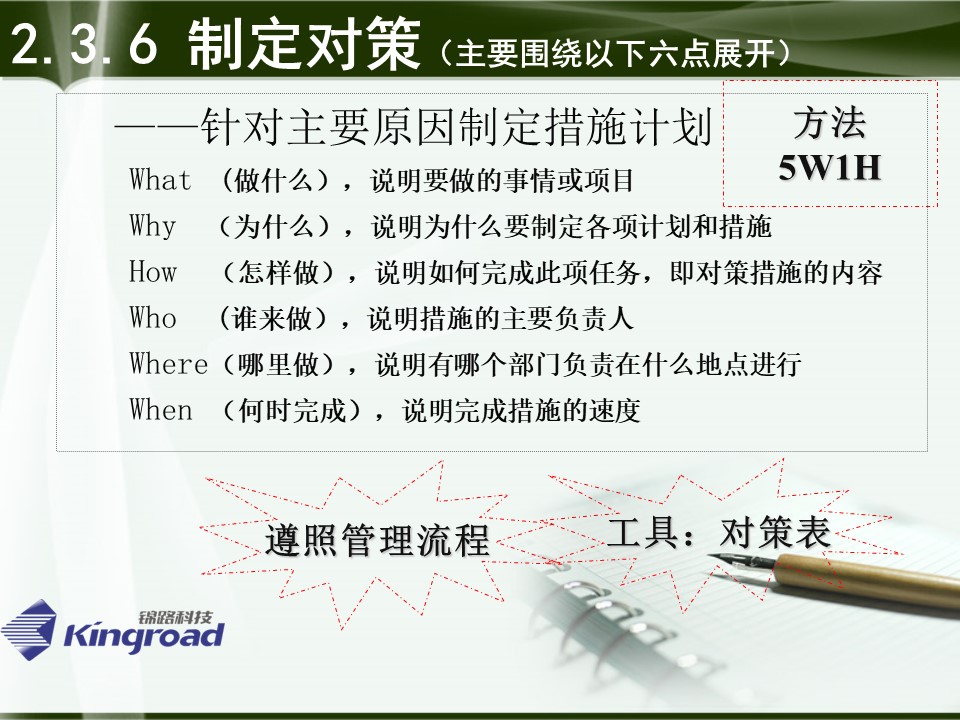 2.3.6 制定对策（主要围绕以下六点展开）
——针对主要原因制定措施计划
方法
5W1H
What （做什么），说明要做的事情或项目
Why （为什么），说明为什么要制定各项计划和措施
How （怎样做），说明如何完成此项任务，即对策措施的内容
Who （谁来做），说明措施的主要负责人
Where（哪里做），说明有哪个部门负责在什么地点进行
When （何时完成），说明完成措施的速度
遵照管理流程
工具：对策表
锦路科技
Kingroad